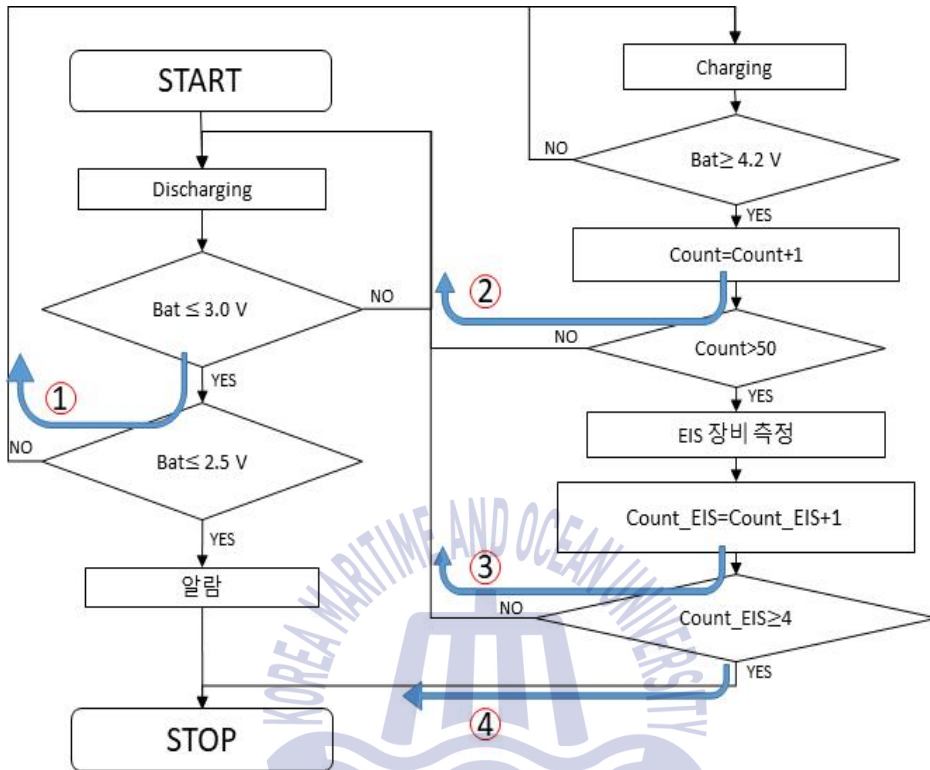 START
Discharging
Bat ≤ 3.0 V
NO
YES
①
NO
Bat≤ 2.5 V
YES
알람
STOP
Charging
NO
Bat≥ 4.2 V
YES
Count=Count+1
②
NO
Count>50
YES
EIS 장비 측정
Count_EIS=Count_EIS+1
③
NO
Count_EIS≥4
YES
④
KOREA MARITIME AND OCEAN UNIVERSITY